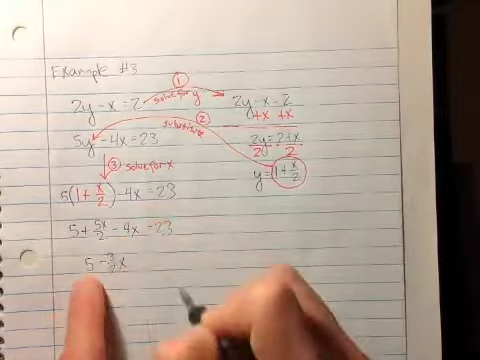 Example #3
① solve for y
2y - x = 2
2y - x = 2
+x +x
② substitute
5y - 4x = 23
2y = 2 + x
2 2
③ solve for x
y = 1 + x/2
5(1 + x/2) - 4x = 23
5 + 5x/2 - 4x = 23
5 - 3/2 x